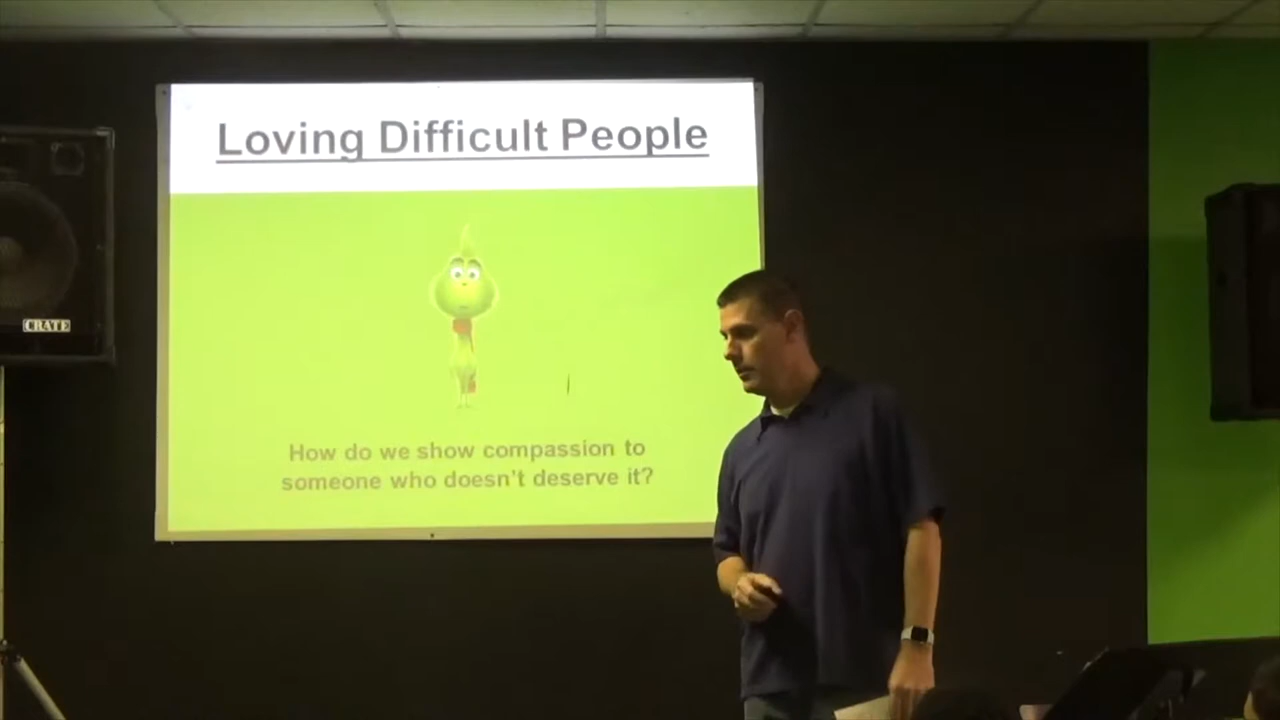 Loving Difficult People
How do we show compassion to
someone who doesn't deserve it?
CRATE